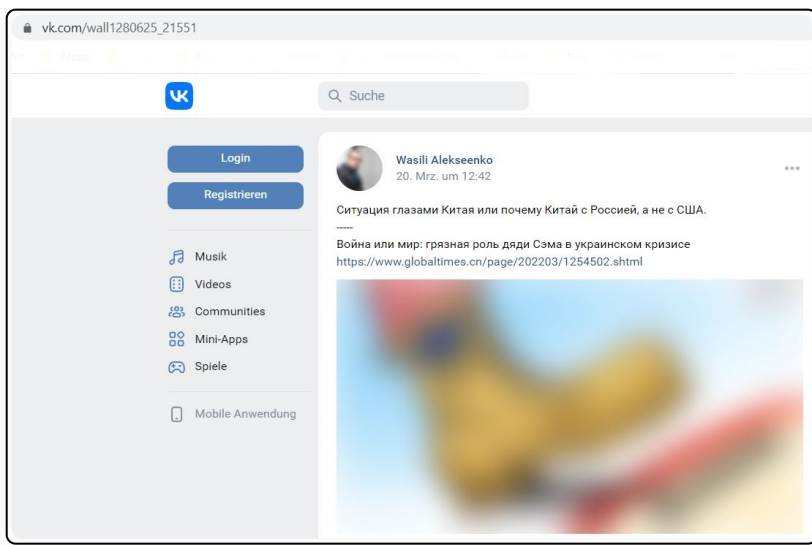 vk.com/wall1280625_21551
Suche
Login
Registrieren
Musik
Videos
Communities
Mini-Apps
Spiele
Mobile Anwendung
Wasili Alekseenko
20. Mrz. um 12:42
Ситуация глазами Китая или почему Китай с Россией, а не с США.
-----
Война или мир: грязная роль дяди Сэма в украинском кризисе
https://www.globaltimes.cn/page/202203/1254502.shtml